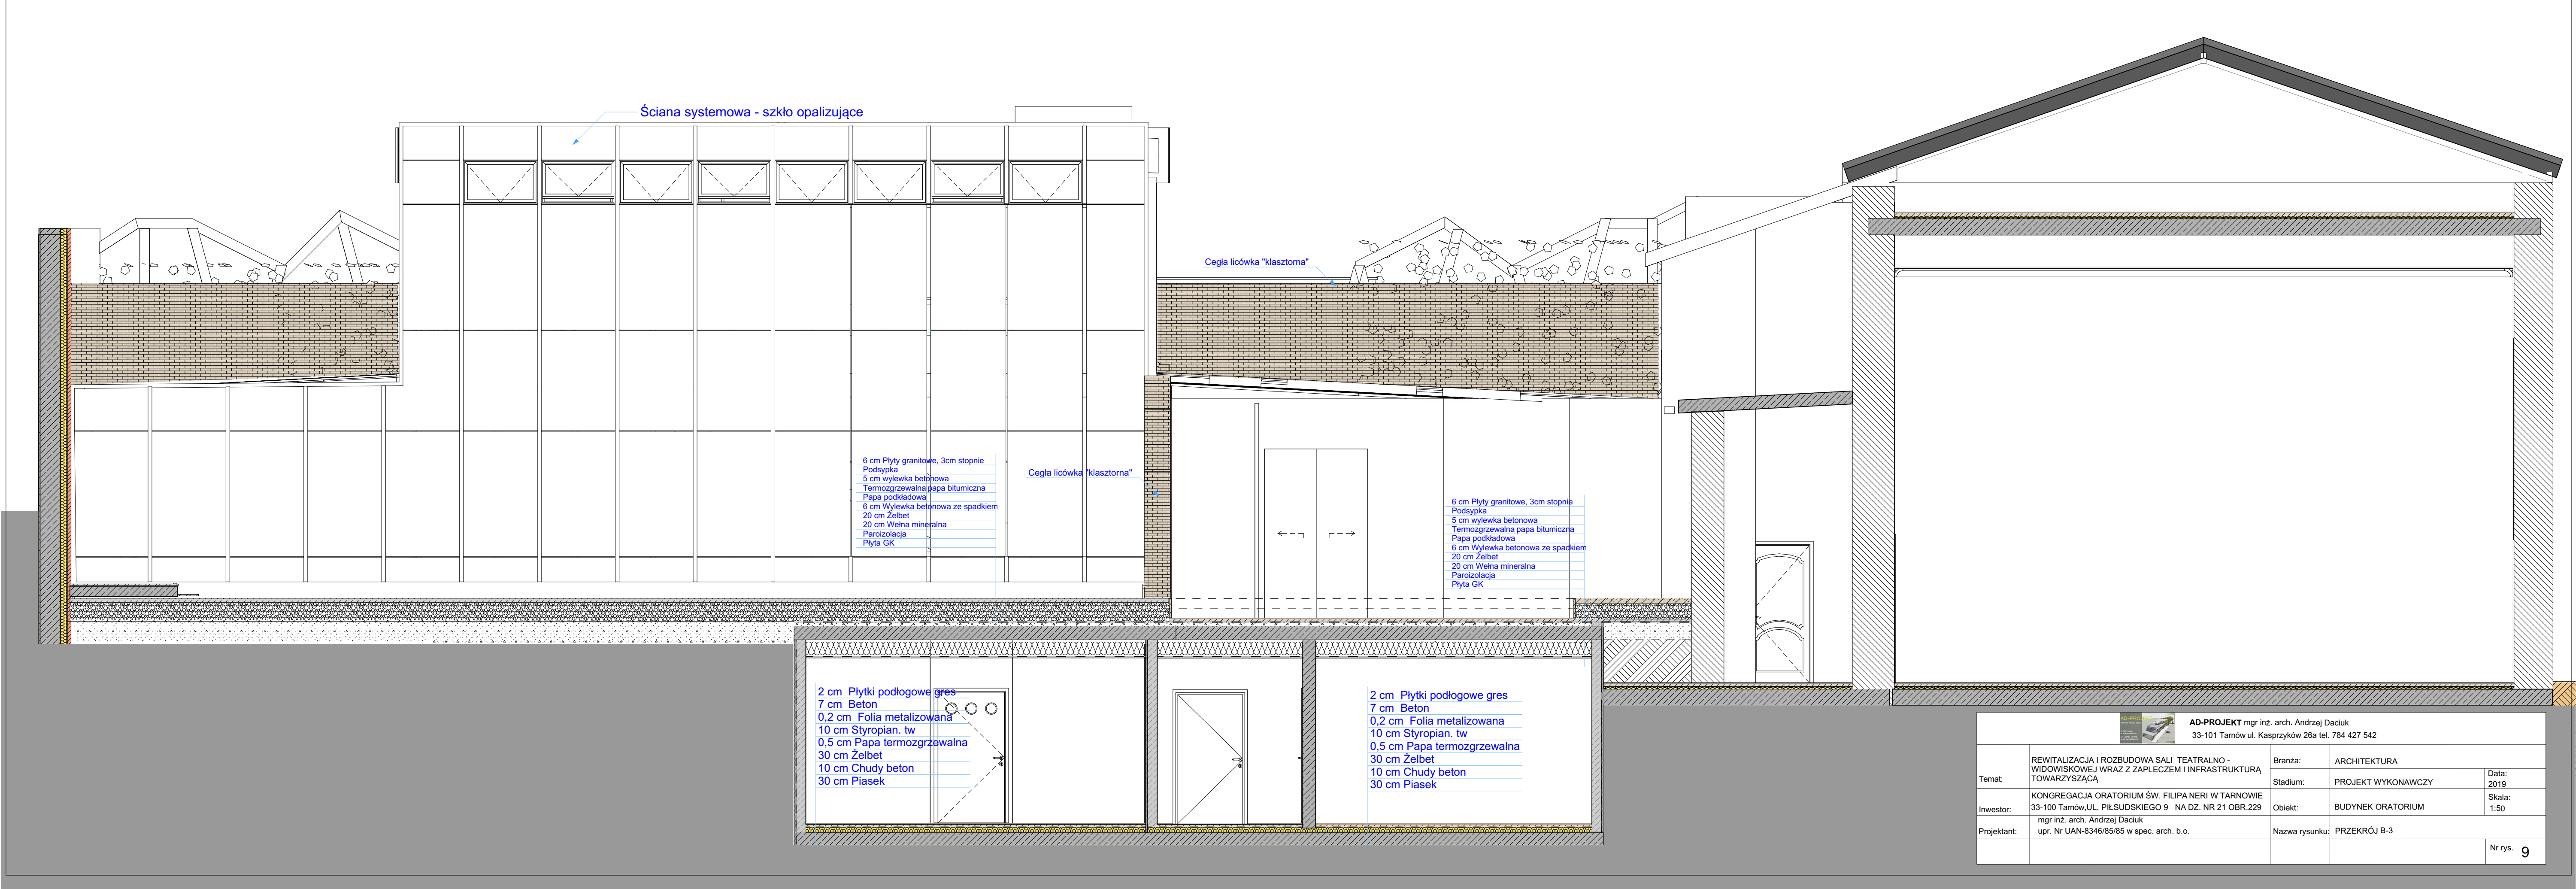 Ściana systemowa - szkło opalizujące
Cegła licówka "klasztorna"
6 cm Płyty granitowe, 3cm stopnie
Podsypka
5 cm wylewka betonowa
Termozgrzewalna papa bitumiczna
Papa podkładowa
6 cm Wylewka betonowa ze spadkiem
20 cm Żelbet
20 cm Wełna mineralna
Paroizolacja
Płyta GK
Cegła licówka "klasztorna"
6 cm Płyty granitowe, 3cm stopnie
Podsypka
5 cm wylewka betonowa
Termozgrzewalna papa bitumiczna
Papa podkładowa
6 cm Wylewka betonowa ze spadkiem
20 cm Żelbet
20 cm Wełna mineralna
Paroizolacja
Płyta GK
2 cm Płytki podłogowe gres
7 cm Beton
0,2 cm Folia metalizowana
10 cm Styropian. tw
0,5 cm Papa termozgrzewalna
30 cm Żelbet
10 cm Chudy beton
30 cm Piasek
2 cm Płytki podłogowe gres
7 cm Beton
0,2 cm Folia metalizowana
10 cm Styropian. tw
0,5 cm Papa termozgrzewalna
30 cm Żelbet
10 cm Chudy beton
30 cm Piasek
AD-PROJEKT mgr inż. arch. Andrzej Daciuk
33-101 Tarnów ul. Kasprzyków 26a tel. 784 427 542
Temat:
REWITALIZACJA I ROZBUDOWA SALI TEATRALNO -
WIDOWISKOWEJ WRAZ Z ZAPLECZEM I INFRASTRUKTURĄ
TOWARZYSZĄCĄ
Branża: ARCHITEKTURA
Stadium: PROJEKT WYKONAWCZY
Data:
2019
Inwestor:
KONGREGACJA ORATORIUM ŚW. FILIPA NERI W TARNOWIE
33-100 Tarnów,UL. PIŁSUDSKIEGO 9 NA DZ. NR 21 OBR.229
Obiekt: BUDYNEK ORATORIUM
Skala:
1:50
Projektant:
mgr inż. arch. Andrzej Daciuk
upr. Nr UAN-8346/85/85 w spec. arch. b.o.
Nazwa rysunku: PRZEKRÓJ B-3
Nr rys. 9